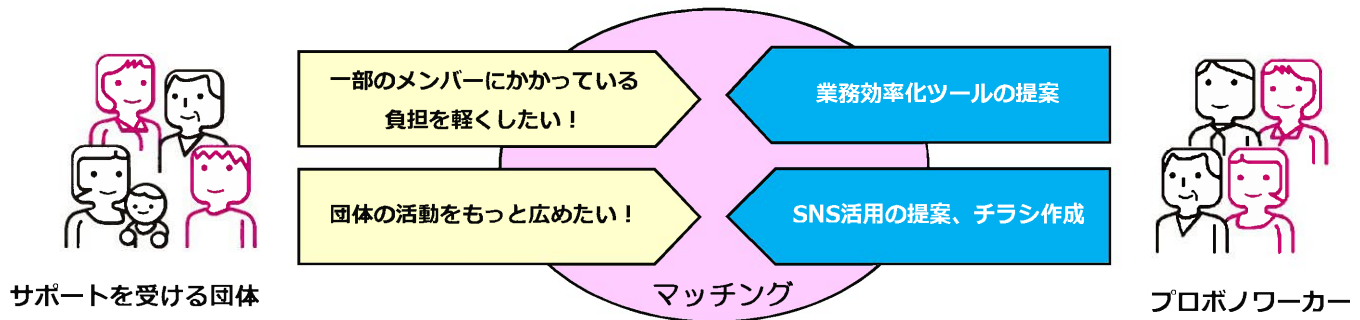 一部のメンバーにかかっている
負担を軽くしたい！
業務効率化ツールの提案
団体の活動をもっと広めたい！
SNS活用の提案、チラシ作成
サポートを受ける団体
マッチング
プロボノワーカー